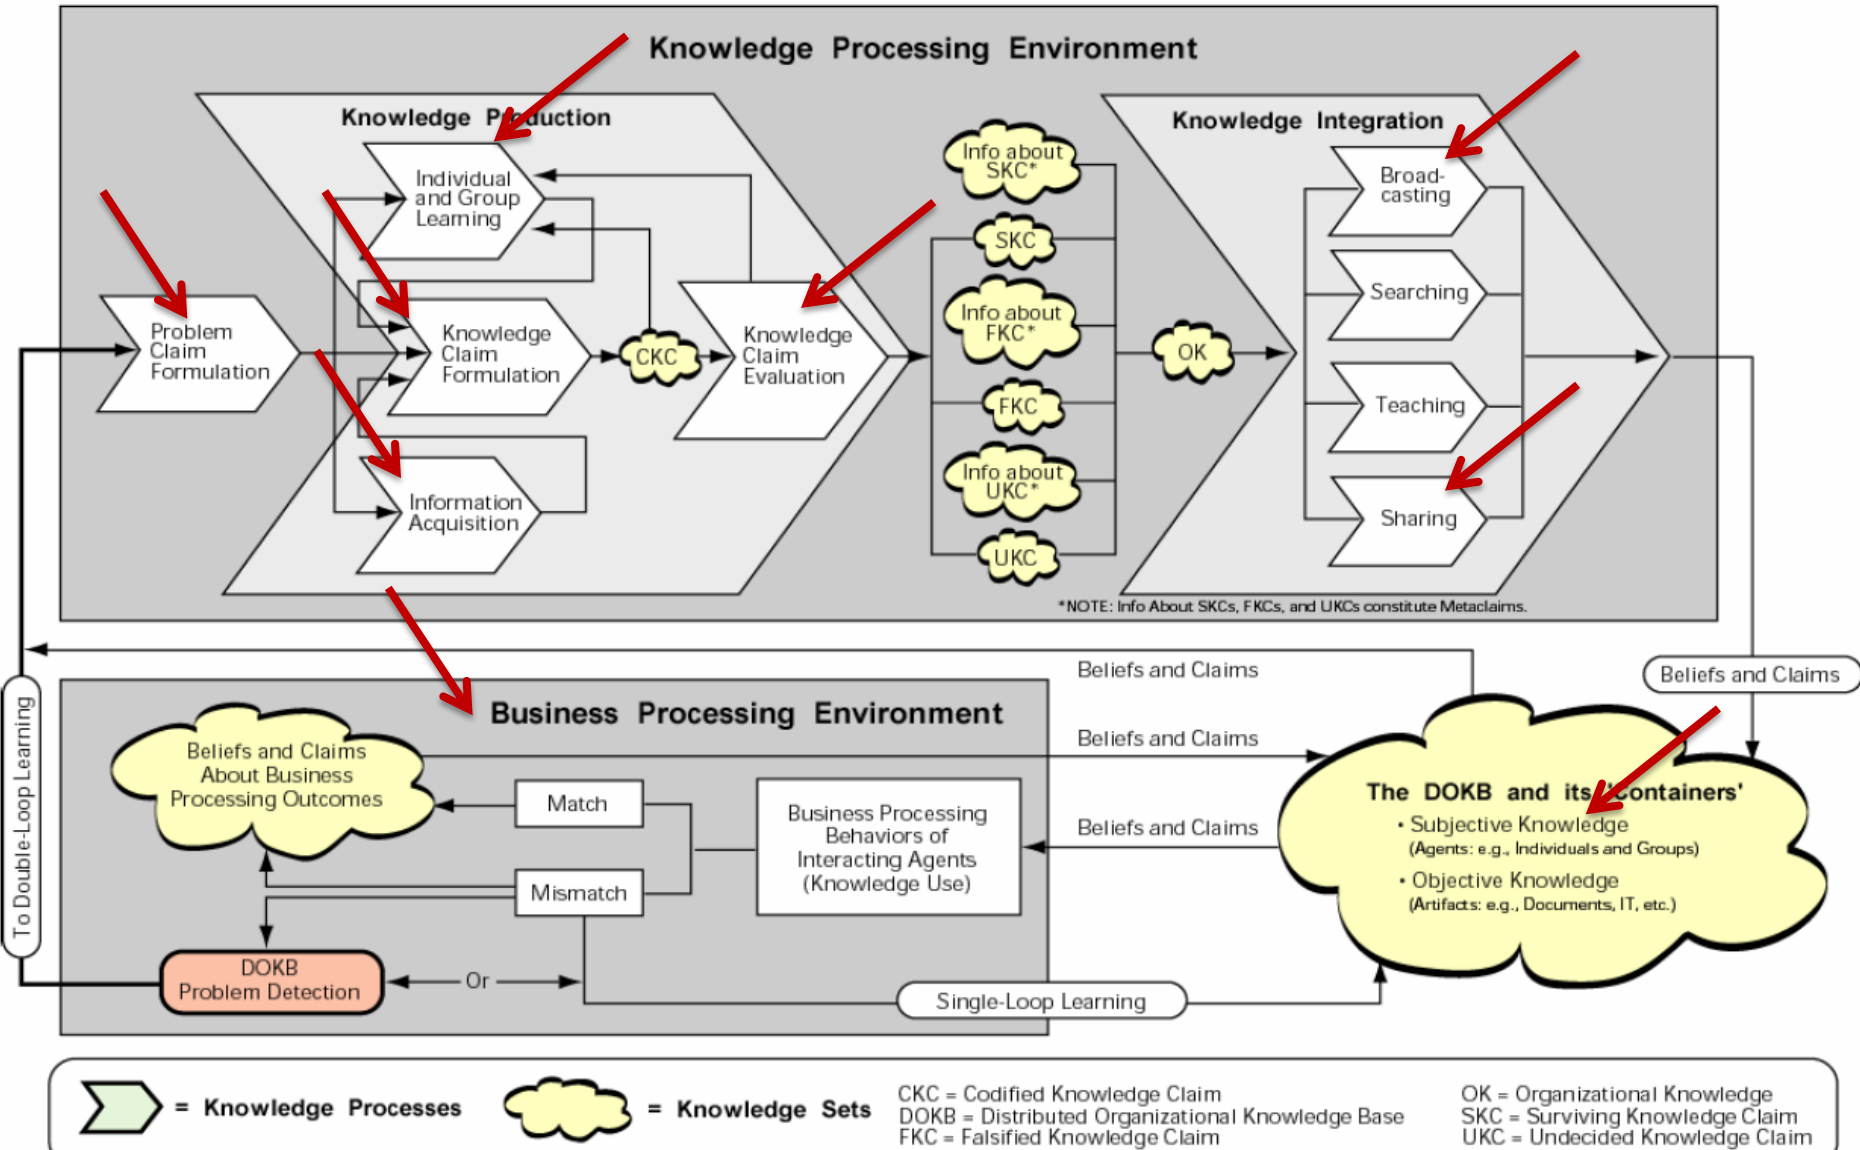 Knowledge Processing Environment
Knowledge Production
Individual
and Group
Learning
Problem
Claim
Formulation
Knowledge
Claim
Formulation
CKC
Knowledge
Claim
Evaluation
Information
Acquisition
Info about
SKC*
SKC
Info about
FKC*
FKC
Info about
UKC*
UKC
OK
Knowledge Integration
Broad-
casting
Searching
Teaching
Sharing
*NOTE: Info About SKCs, FKCs, and UKCs constitute Metaclaims.
Beliefs and Claims
Beliefs and Claims
To Double-Loop Learning
Business Processing Environment
Beliefs and Claims
About Business
Processing Outcomes
Match
Mismatch
Business Processing
Behaviors of
Interacting Agents
(Knowledge Use)
Beliefs and Claims
Beliefs and Claims
The DOKB and its 'Containers'
• Subjective Knowledge
(Agents: e.g., Individuals and Groups)
• Objective Knowledge
(Artifacts: e.g., Documents, IT, etc.)
DOKB
Problem Detection
Or
Single-Loop Learning
= Knowledge Processes
= Knowledge Sets
CKC = Codified Knowledge Claim
DOKB = Distributed Organizational Knowledge Base
FKC = Falsified Knowledge Claim
OK = Organizational Knowledge
SKC = Surviving Knowledge Claim
UKC = Undecided Knowledge Claim